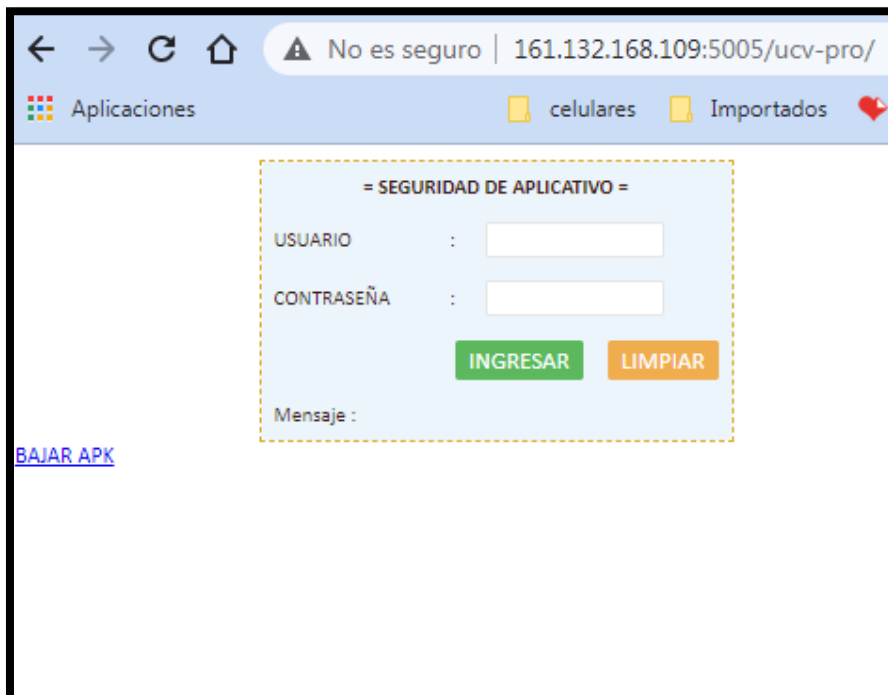 No es seguro | 161.132.168.109:5005/ucv-pro/
Aplicaciones celulares Importados
= SEGURIDAD DE APLICATIVO =
USUARIO :
CONTRASEÑA :
INGRESAR LIMPIAR
Mensaje :
BAJAR APK